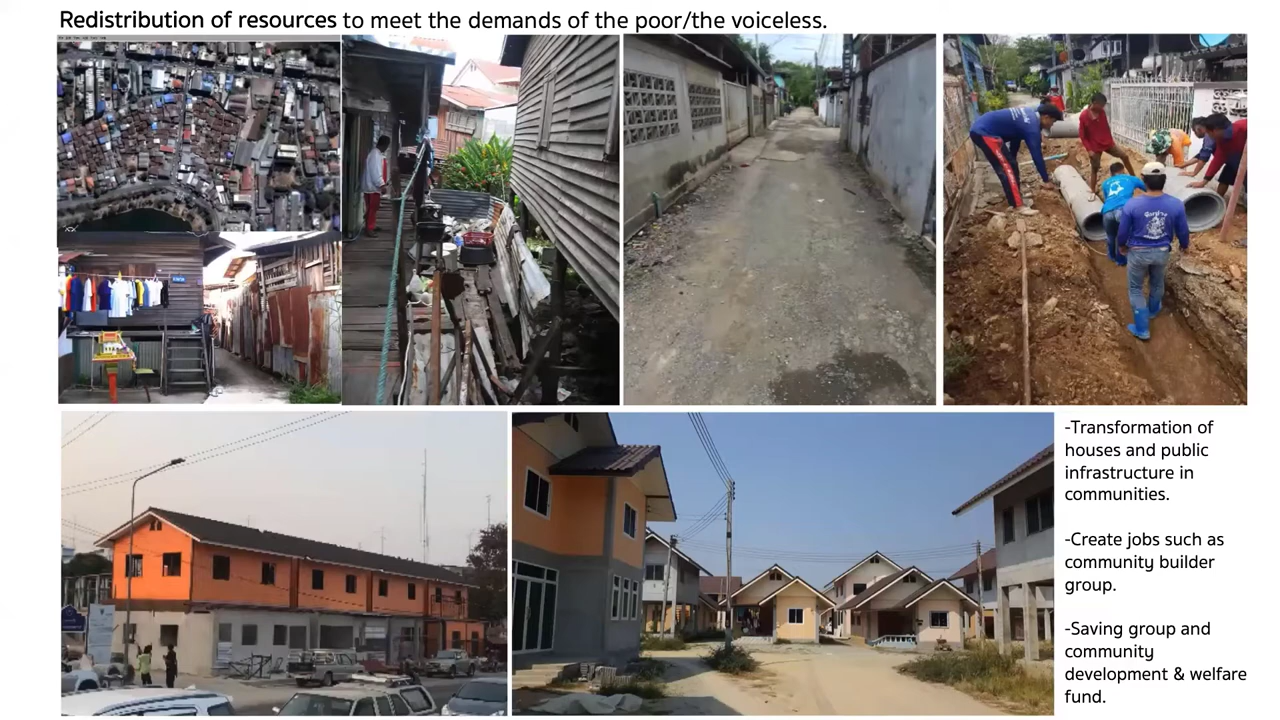 Redistribution of resources to meet the demands of the poor/the voiceless.
-Transformation of
houses and public
infrastructure in
communities.
-Create jobs such as
community builder
group.
-Saving group and
community
development & welfare
fund.